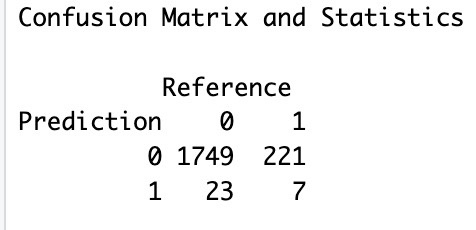 Confusion Matrix and Statistics
Reference
Prediction 0 1
0 1749 221
1 23 7